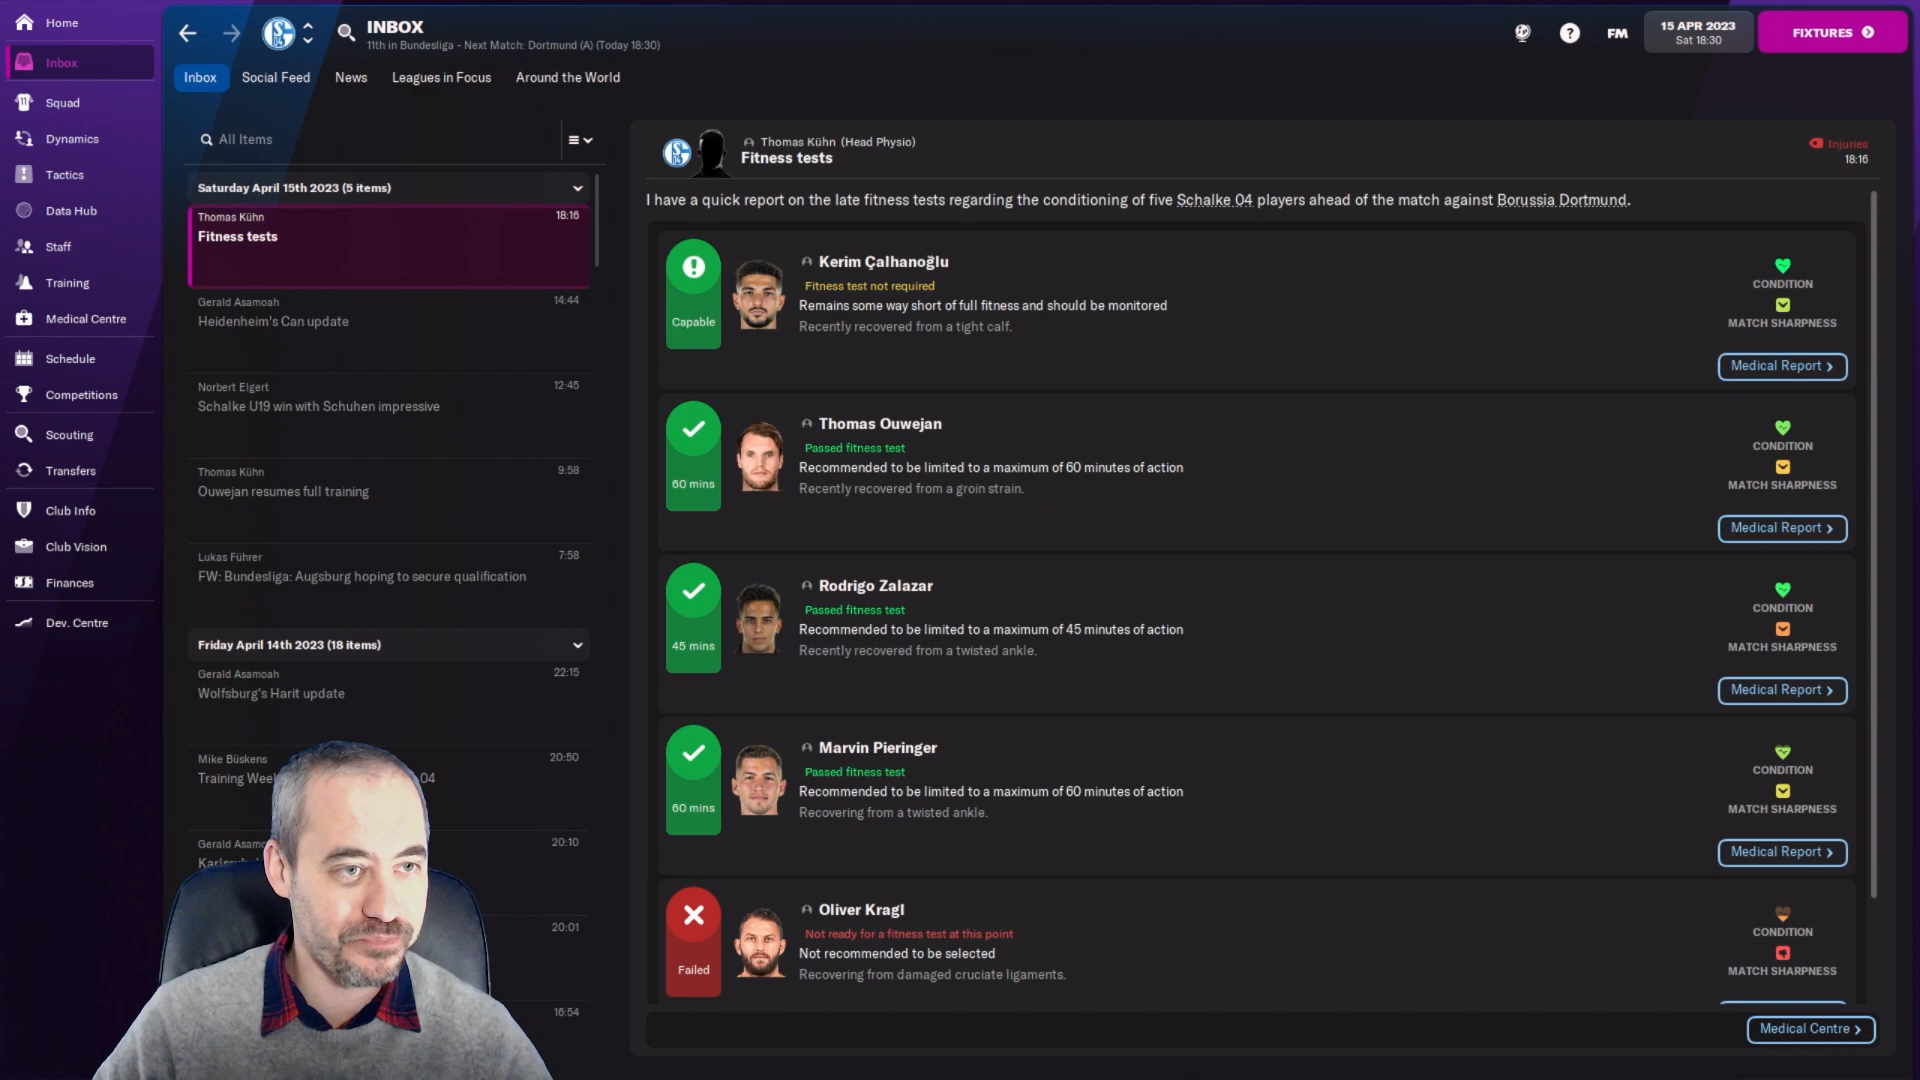 Home
Inbox
Squad
Dynamics
Tactics
Data Hub
Staff
Training
Medical Centre
Schedule
Competitions
Scouting
Transfers
Club Info
Club Vision
Finances
Dev. Centre
INBOX
11th in Bundesliga - Next Match: Dortmund (A) (Today 18:30)
FM
15 APR 2023
Sat 18:30
FIXTURES
Inbox
Social Feed
News
Leagues in Focus
Around the World
All Items
Saturday April 15th 2023 (5 items)
Thomas Kühn 18:16
Fitness tests
Gerald Asamoah 14:44
Heidenheim's Can update
Norbert Elgert 12:45
Schalke U19 win with Schuhen impressive
Thomas Kühn 9:58
Ouwejan resumes full training
Lukas Führer 7:58
FW: Bundesliga: Augsburg hoping to secure qualification
Friday April 14th 2023 (18 items)
Gerald Asamoah 22:15
Wolfsburg's Harit update
Mike Büskens 20:50
Training 04
Gerald 20:10
20:01
16:54
Thomas Kühn (Head Physio)
Fitness tests
Injuries
18:16
I have a quick report on the late fitness tests regarding the conditioning of five Schalke 04 players ahead of the match against Borussia Dortmund.
Capable
Kerim Çalhanoğlu
Fitness test not required
Remains some way short of full fitness and should be monitored
Recently recovered from a tight calf.
CONDITION
MATCH SHARPNESS
Medical Report
60 mins
Thomas Ouwejan
Passed fitness test
Recommended to be limited to a maximum of 60 minutes of action
Recently recovered from a groin strain.
CONDITION
MATCH SHARPNESS
Medical Report
45 mins
Rodrigo Zalazar
Passed fitness test
Recommended to be limited to a maximum of 45 minutes of action
Recently recovered from a twisted ankle.
CONDITION
MATCH SHARPNESS
Medical Report
60 mins
Marvin Pieringer
Passed fitness test
Recommended to be limited to a maximum of 60 minutes of action
Recovering from a twisted ankle.
CONDITION
MATCH SHARPNESS
Medical Report
Failed
Oliver Kragl
Not ready for a fitness test at this point
Not recommended to be selected
Recovering from damaged cruciate ligaments.
CONDITION
MATCH SHARPNESS
Medical Centre